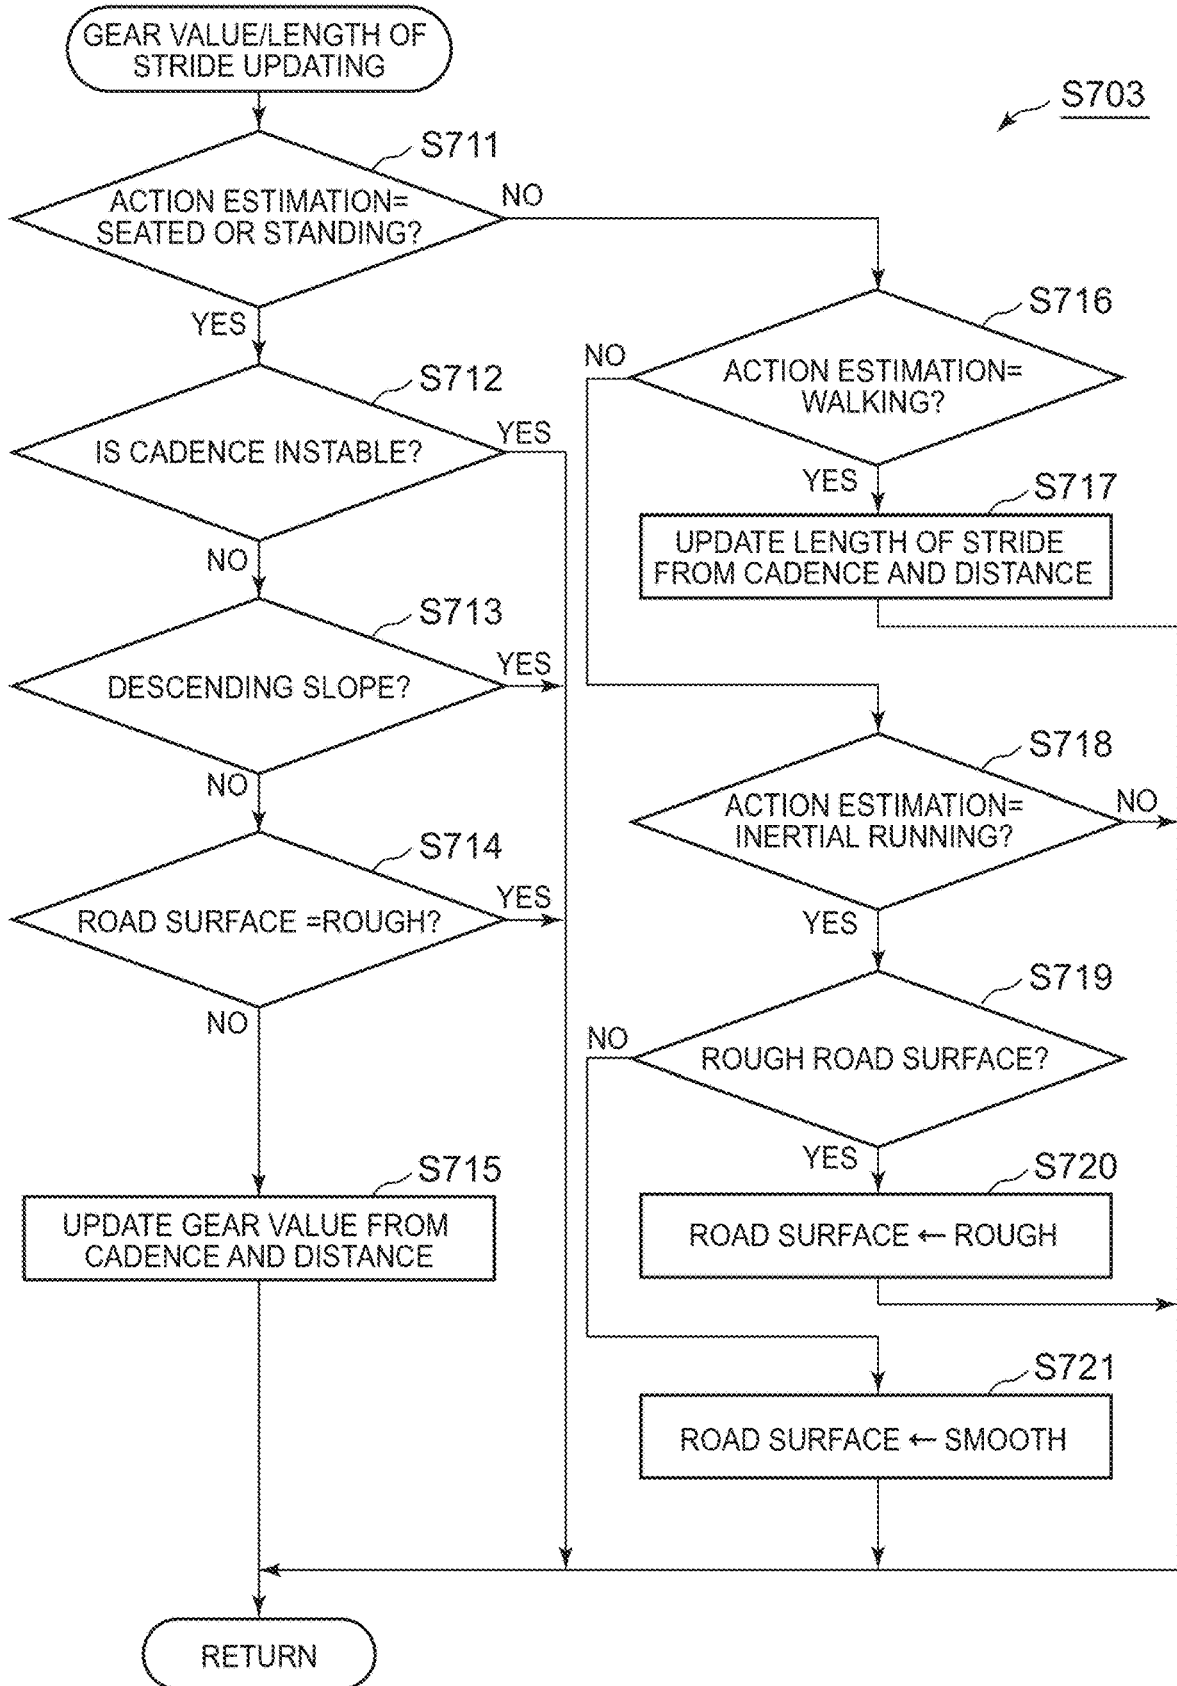 GEAR VALUE/LENGTH OF
STRIDE UPDATING
S703
S711
ACTION ESTIMATION=
SEATED OR STANDING?
NO
YES
S712
IS CADENCE INSTABLE?
YES
NO
S713
DESCENDING SLOPE?
YES
NO
S714
ROAD SURFACE =ROUGH?
YES
NO
S715
UPDATE GEAR VALUE FROM
CADENCE AND DISTANCE
S716
NO
ACTION ESTIMATION=
WALKING?
YES
S717
UPDATE LENGTH OF STRIDE
FROM CADENCE AND DISTANCE
S718
ACTION ESTIMATION=
INERTIAL RUNNING?
NO
YES
S719
NO
ROUGH ROAD SURFACE?
YES
S720
ROAD SURFACE ← ROUGH
S721
ROAD SURFACE ← SMOOTH
RETURN